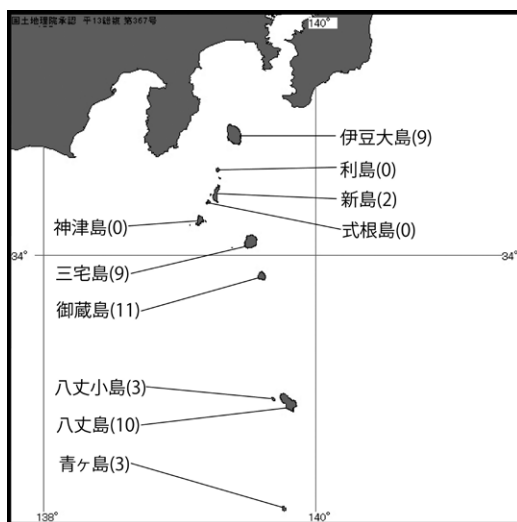 国土地理院承認 平13総複 第367号
140°
伊豆大島(9)
利島(0)
新島(2)
神津島(0)
式根島(0)
34°
34°
三宅島(9)
御蔵島(11)
八丈小島(3)
八丈島(10)
青ヶ島(3)
138°
140°